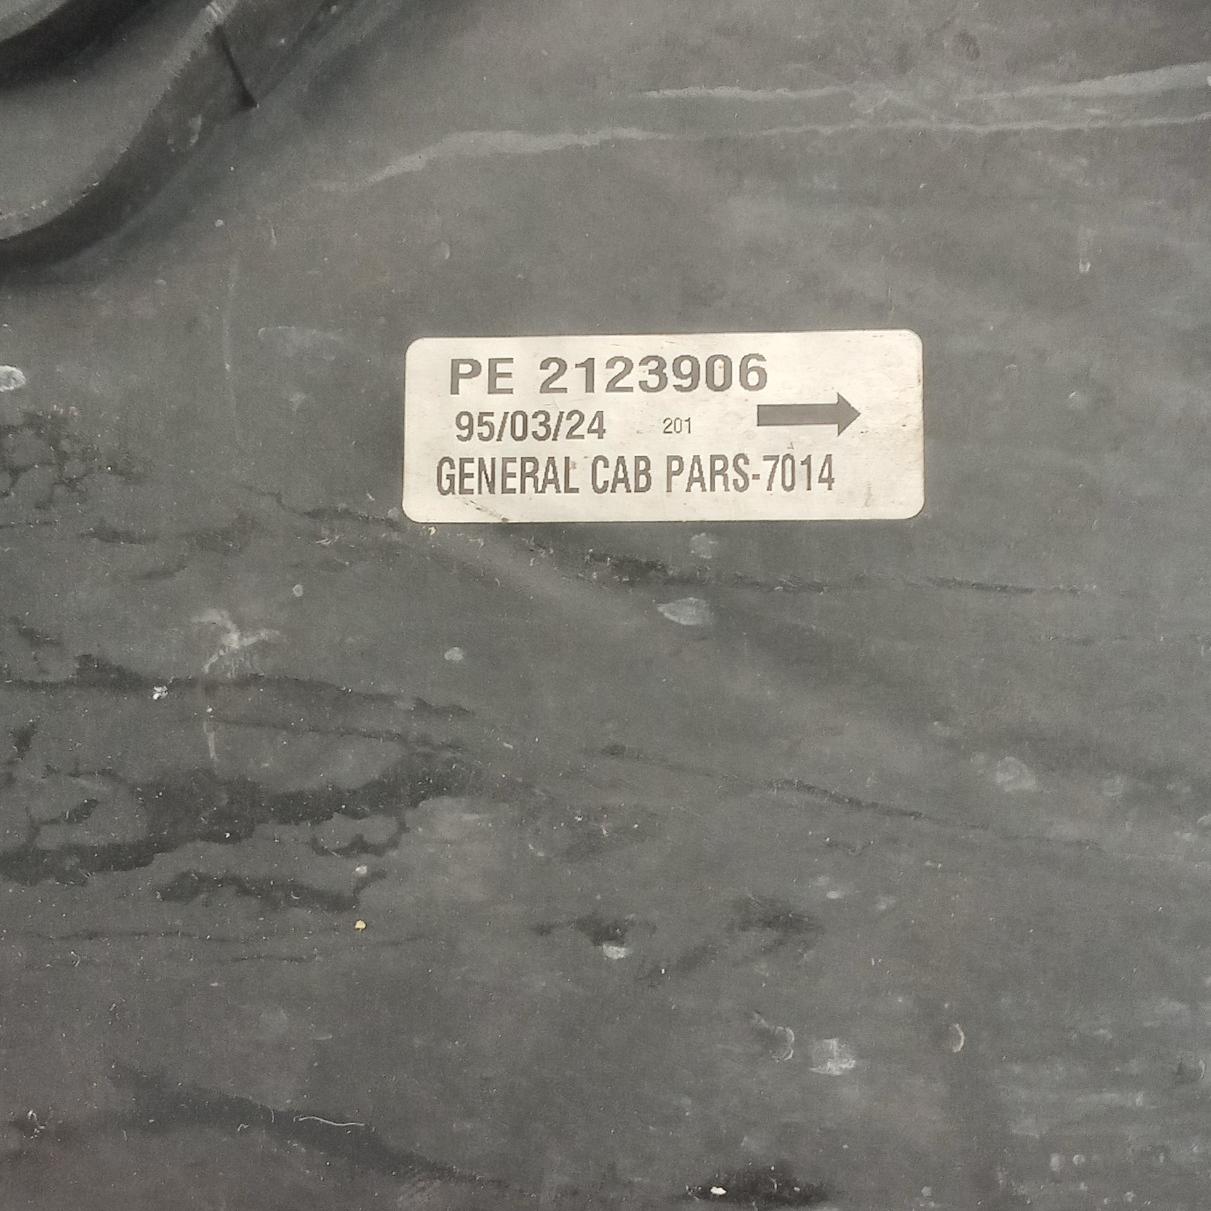 PE 2123906
95/03/24 201
GENERAL CAB PARS-7014